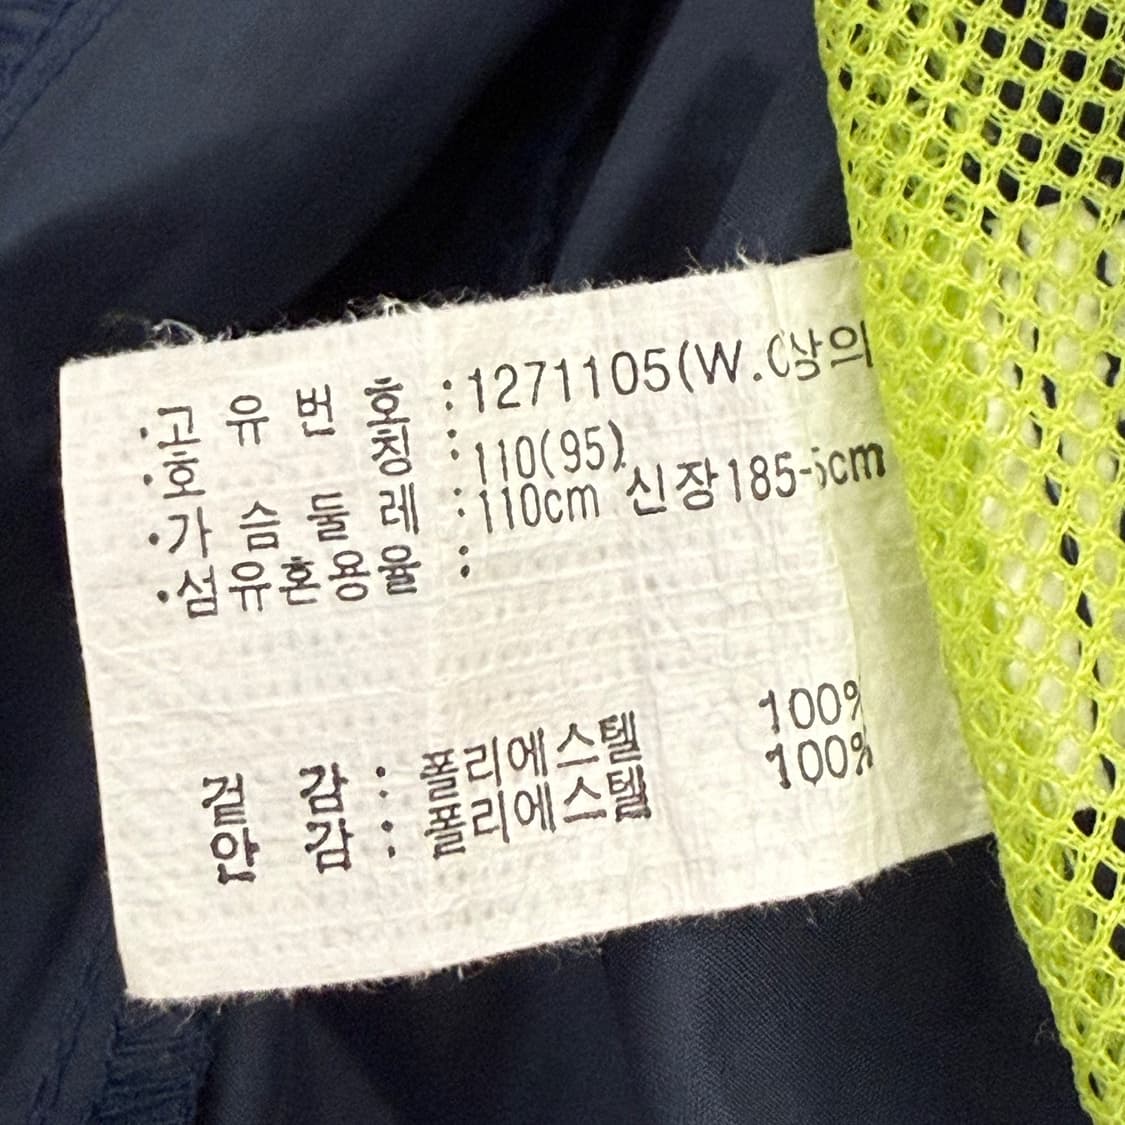 ·고 유 번 호 :1271105(W.C상의
·호 칭 :110(95)
·가 슴 둘 레 :110cm 신장185-5cm
·섬유혼용율 :
겉 감 : 폴리에스텔 100%
안 감 : 폴리에스텔 100%